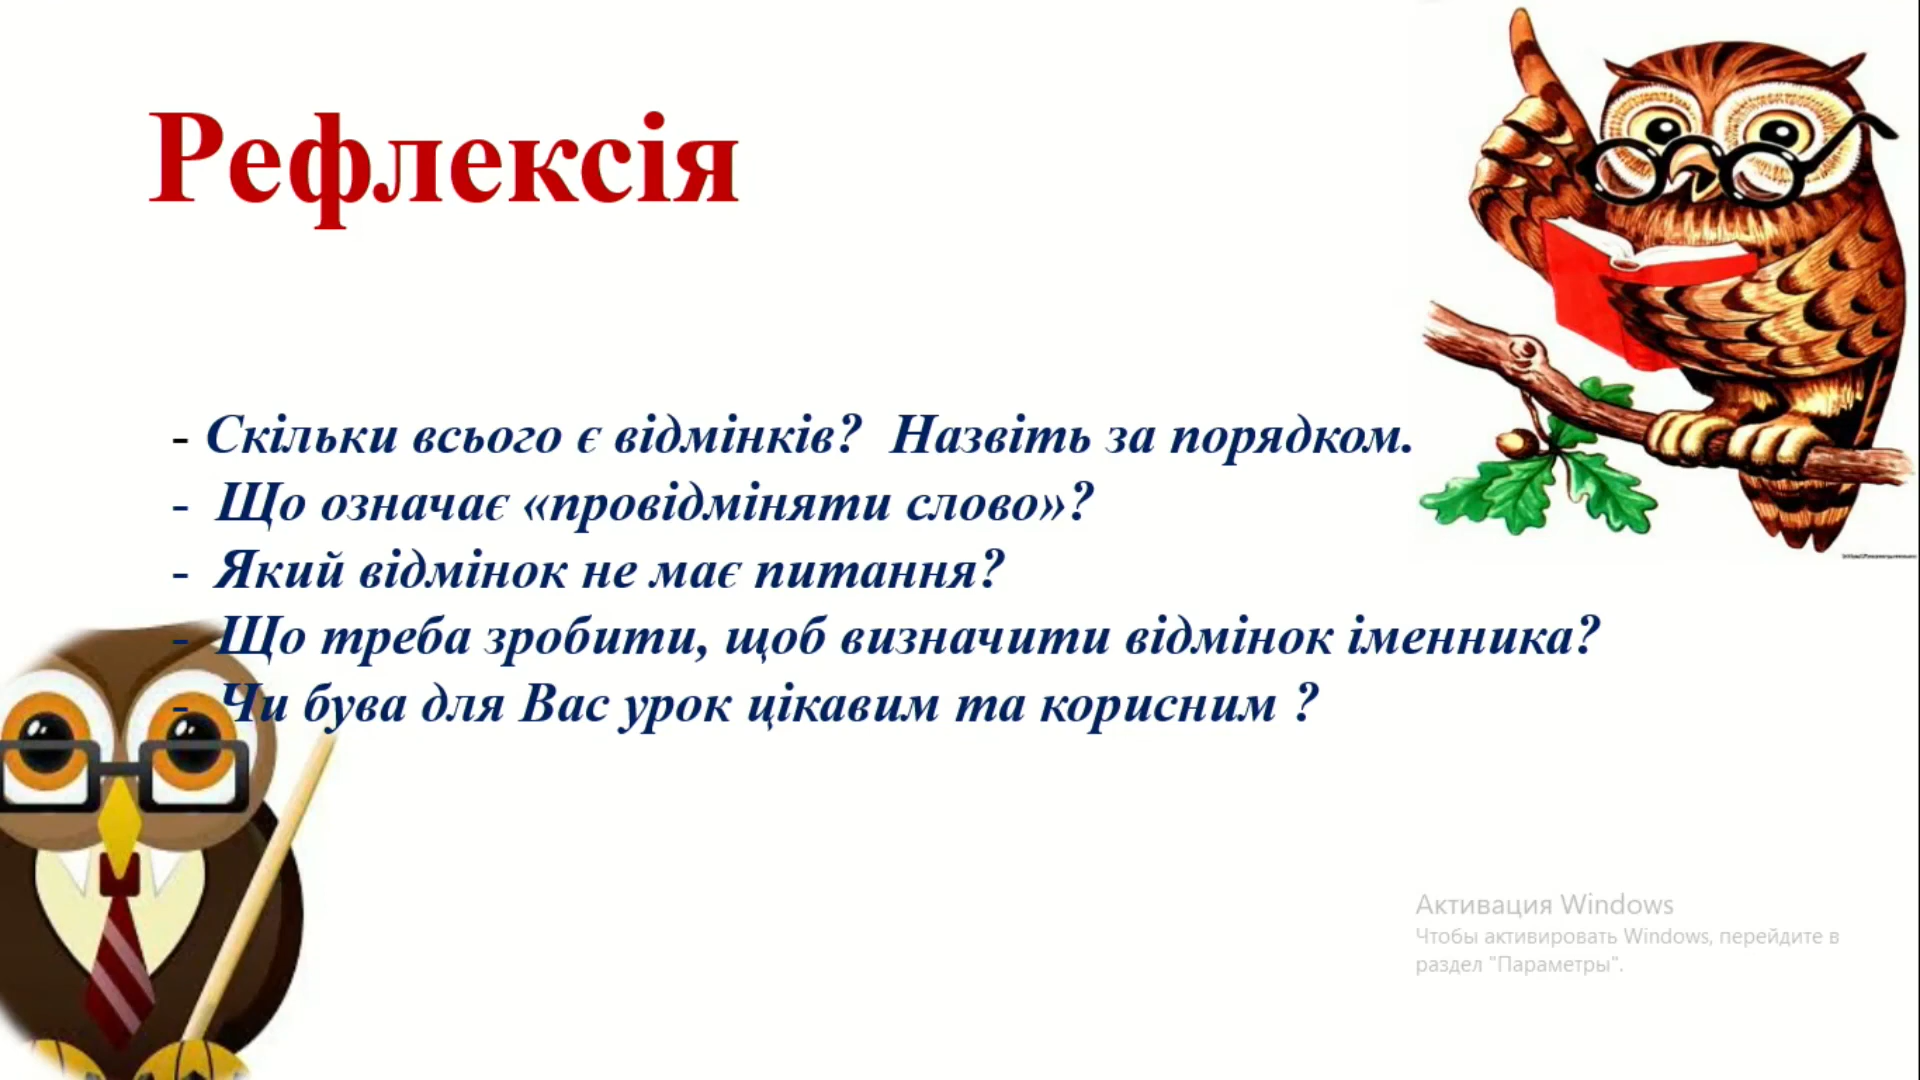 Рефлексія
- Скільки всього є відмінків? Назвіть за порядком.
- Що означає «провідміняти слово»?
- Який відмінок не має питання?
- Що треба зробити, щоб визначити відмінок іменника?
- Чи бува для Вас урок цікавим та корисним ?
Активация Windows
Чтобы активировать Windows, перейдите в
раздел "Параметры".